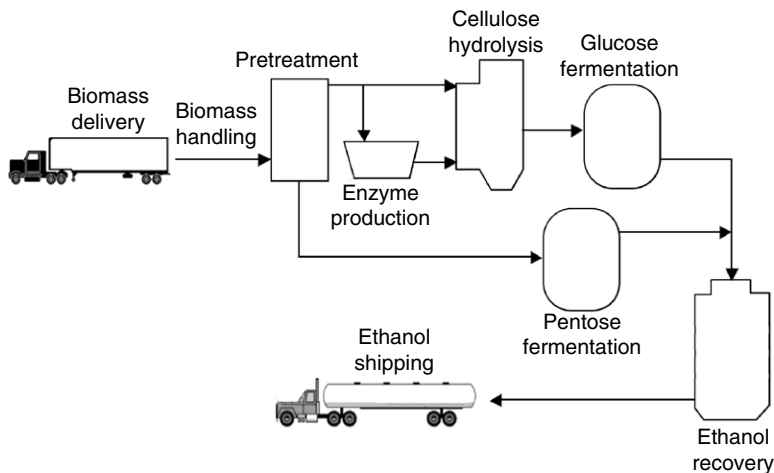 Cellulose
hydrolysis
Glucose
fermentation
Pretreatment
Biomass
delivery
Biomass
handling
Enzyme
production
Pentose
fermentation
Ethanol
shipping
Ethanol
recovery